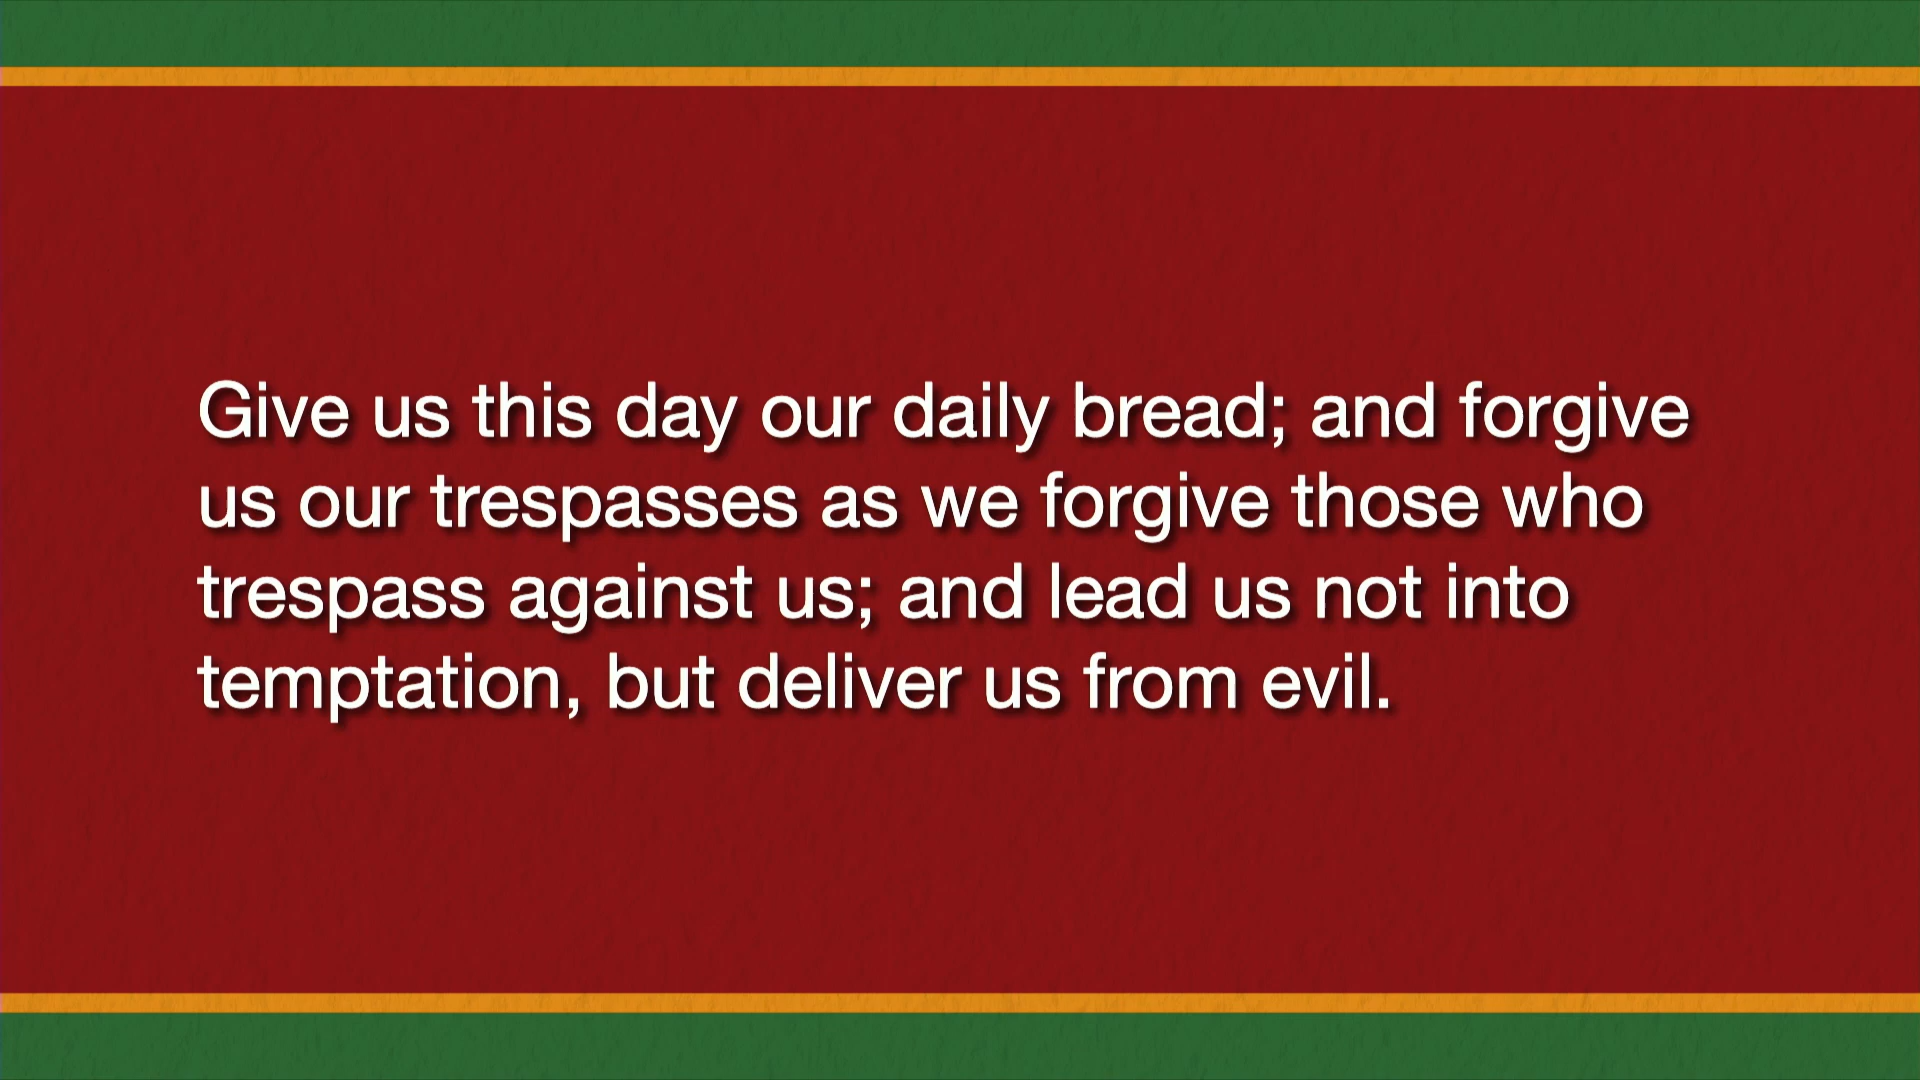 Give us this day our daily bread; and forgive
us our trespasses as we forgive those who
trespass against us; and lead us not into
temptation, but deliver us from evil.